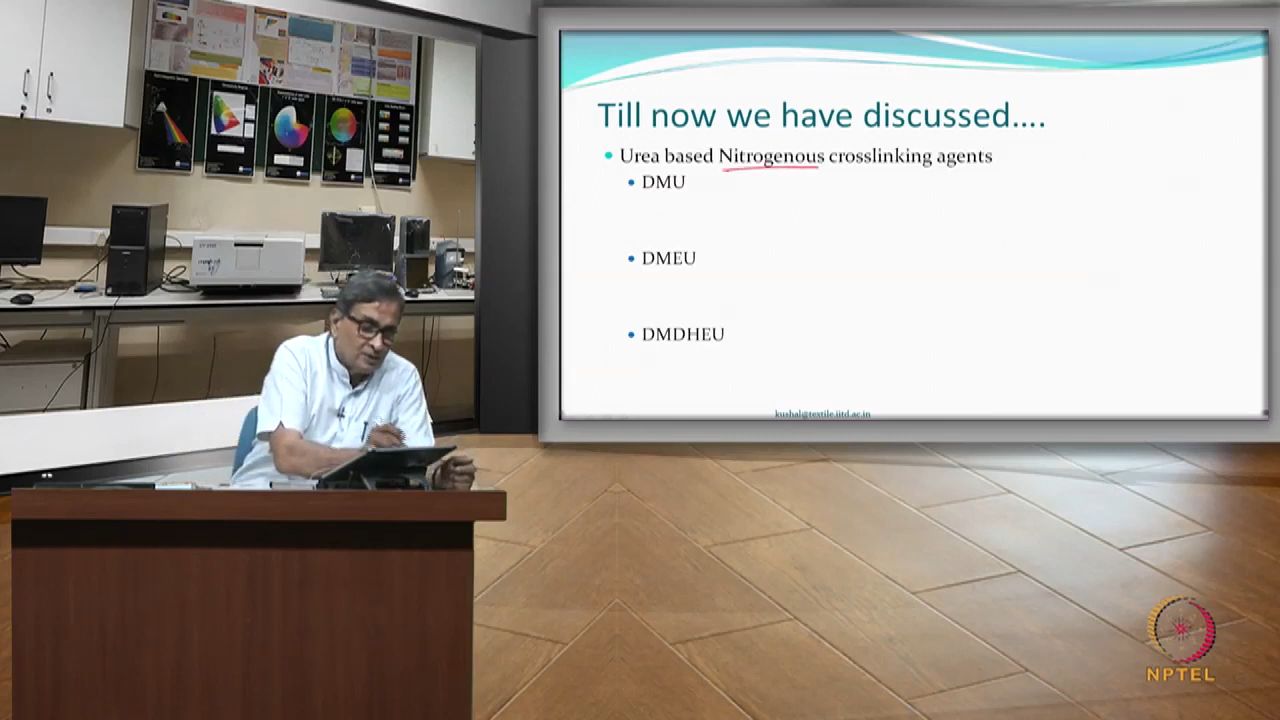 Till now we have discussed....
Urea based Nitrogenous crosslinking agents
DMU
DMEU
DMDHEU
kushal@textile.iitd.ac.in
NPTEL